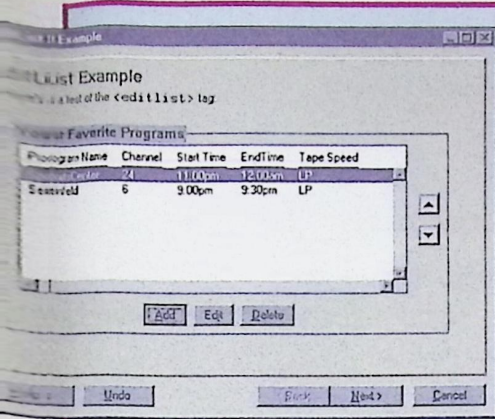 Example
List Example
a test of the <editlist> tag
Favorite Programs
Program Name Channel Start Time EndTime Tape Speed
24 11:00pm 12:00am LP
Seinfeld 6 9:00pm 9:30pm LP
Add Edit Delete
Undo Back Next > Cancel